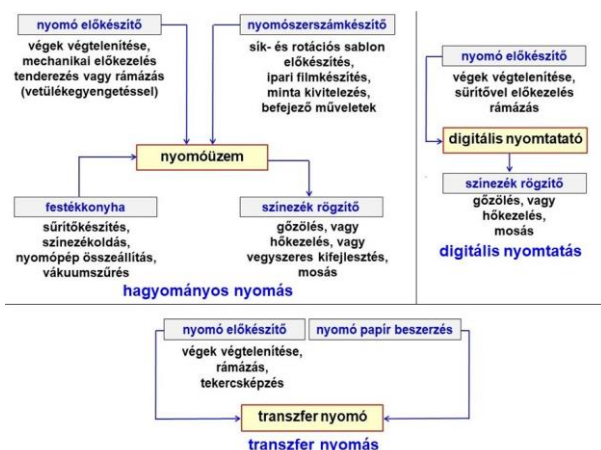 nyomó előkészítő
végek végtelenítése,
mechanikai előkezelés
tenderezés vagy rámázás
(vetülékegyengetéssel)
nyomószerszámkészítő
sík- és rotációs sablon
előkészítés,
ipari filmkészítés,
minta kivitelezés,
befejező műveletek
nyomóüzem
festékkonyha
sűrítőkészítés,
színezékoldás,
nyomópép összeállítás,
vákuumszűrés
színezék rögzítő
gőzölés, vagy
hőkezelés, vagy
vegyszeres kifejlesztés,
mosás
hagyományos nyomás
nyomó előkészítő
végek végtelenítése,
sűrítővel előkezelés
rámázás
digitális nyomtatató
színezék rögzítő
gőzölés, vagy
hőkezelés,
mosás
digitális nyomtatás
nyomó előkészítő
végek végtelenítése,
rámázás,
tekercsképzés
nyomó papír beszerzés
transzfer nyomó
transzfer nyomás